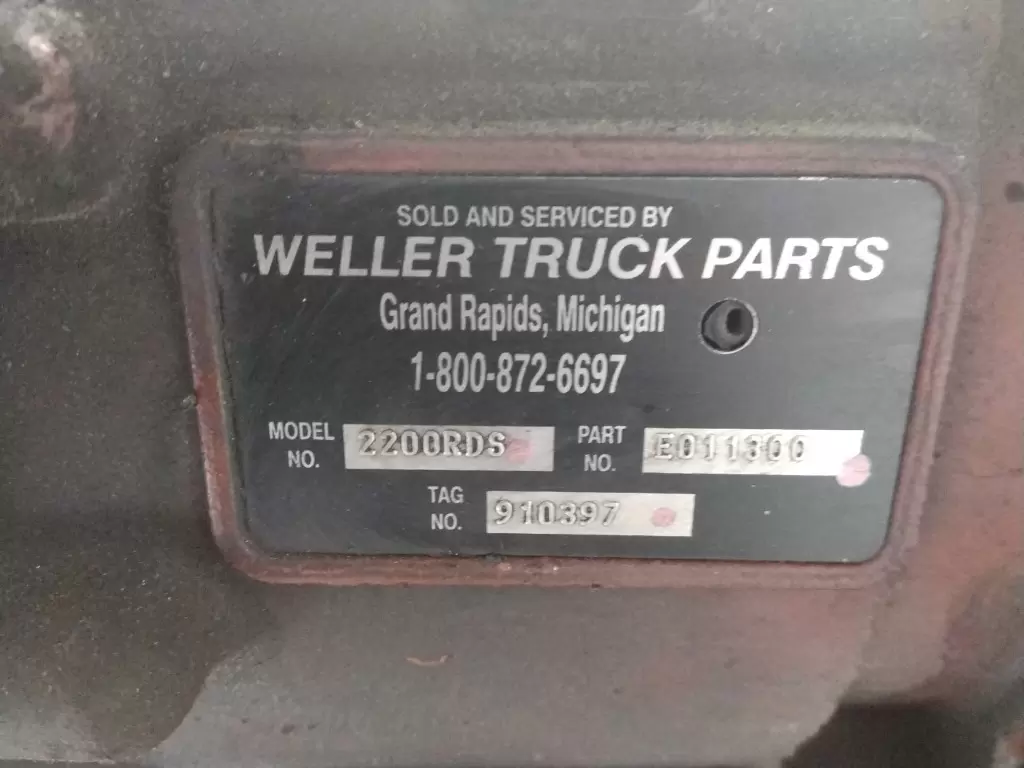 SOLD AND SERVICED BY
WELLER TRUCK PARTS
Grand Rapids, Michigan
1-800-872-6697
MODEL NO. 2200RDS PART NO. E011300
TAG NO. 910397